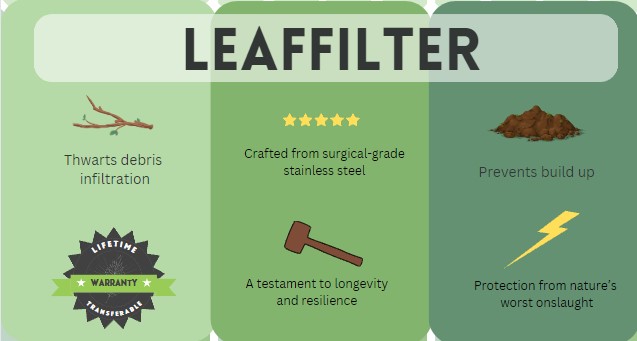 LEAFFILTER
Thwarts debris
infiltration
Crafted from surgical-grade
stainless steel
Prevents build up
LIFETIME
WARRANTY
TRANSFERABLE
A testament to longevity
and resilience
Protection from nature's
worst onslaught